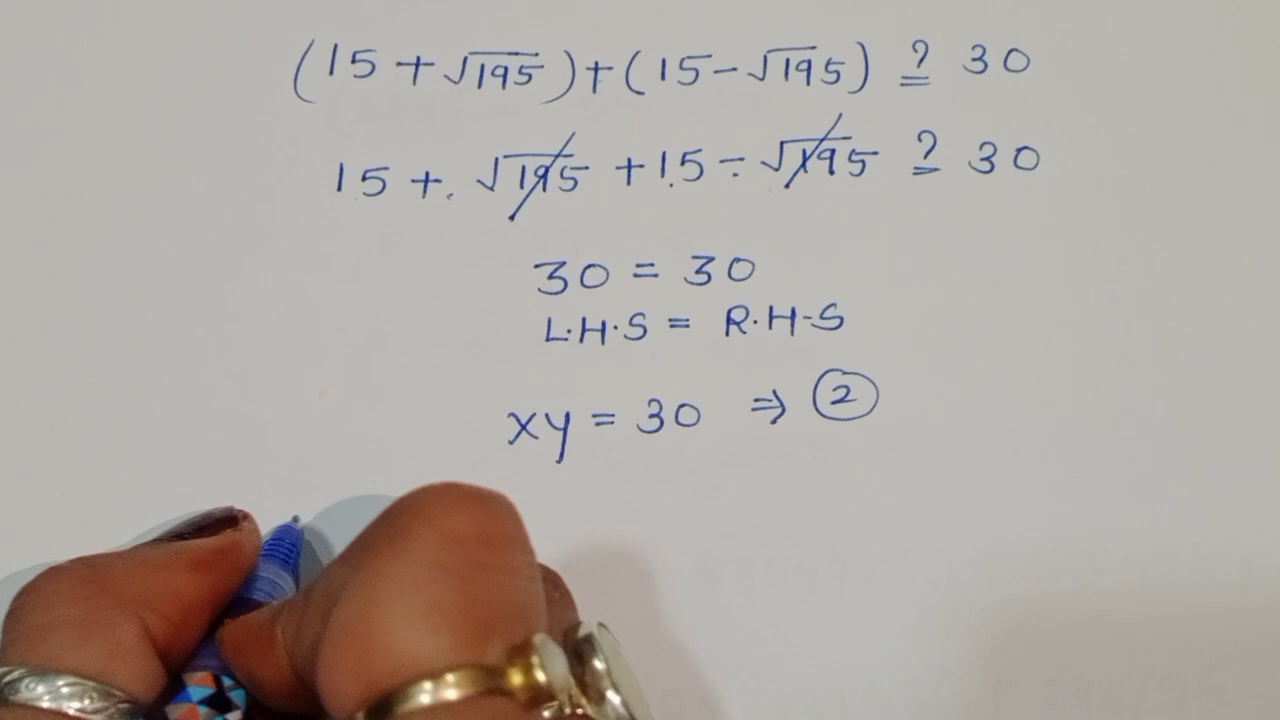 (15 + √195) + (15 - √195) ≟ 30
15 + √195 + 15 - √195 ≟ 30
30 = 30
L.H.S = R.H-S
xy = 30 ⇒ ②